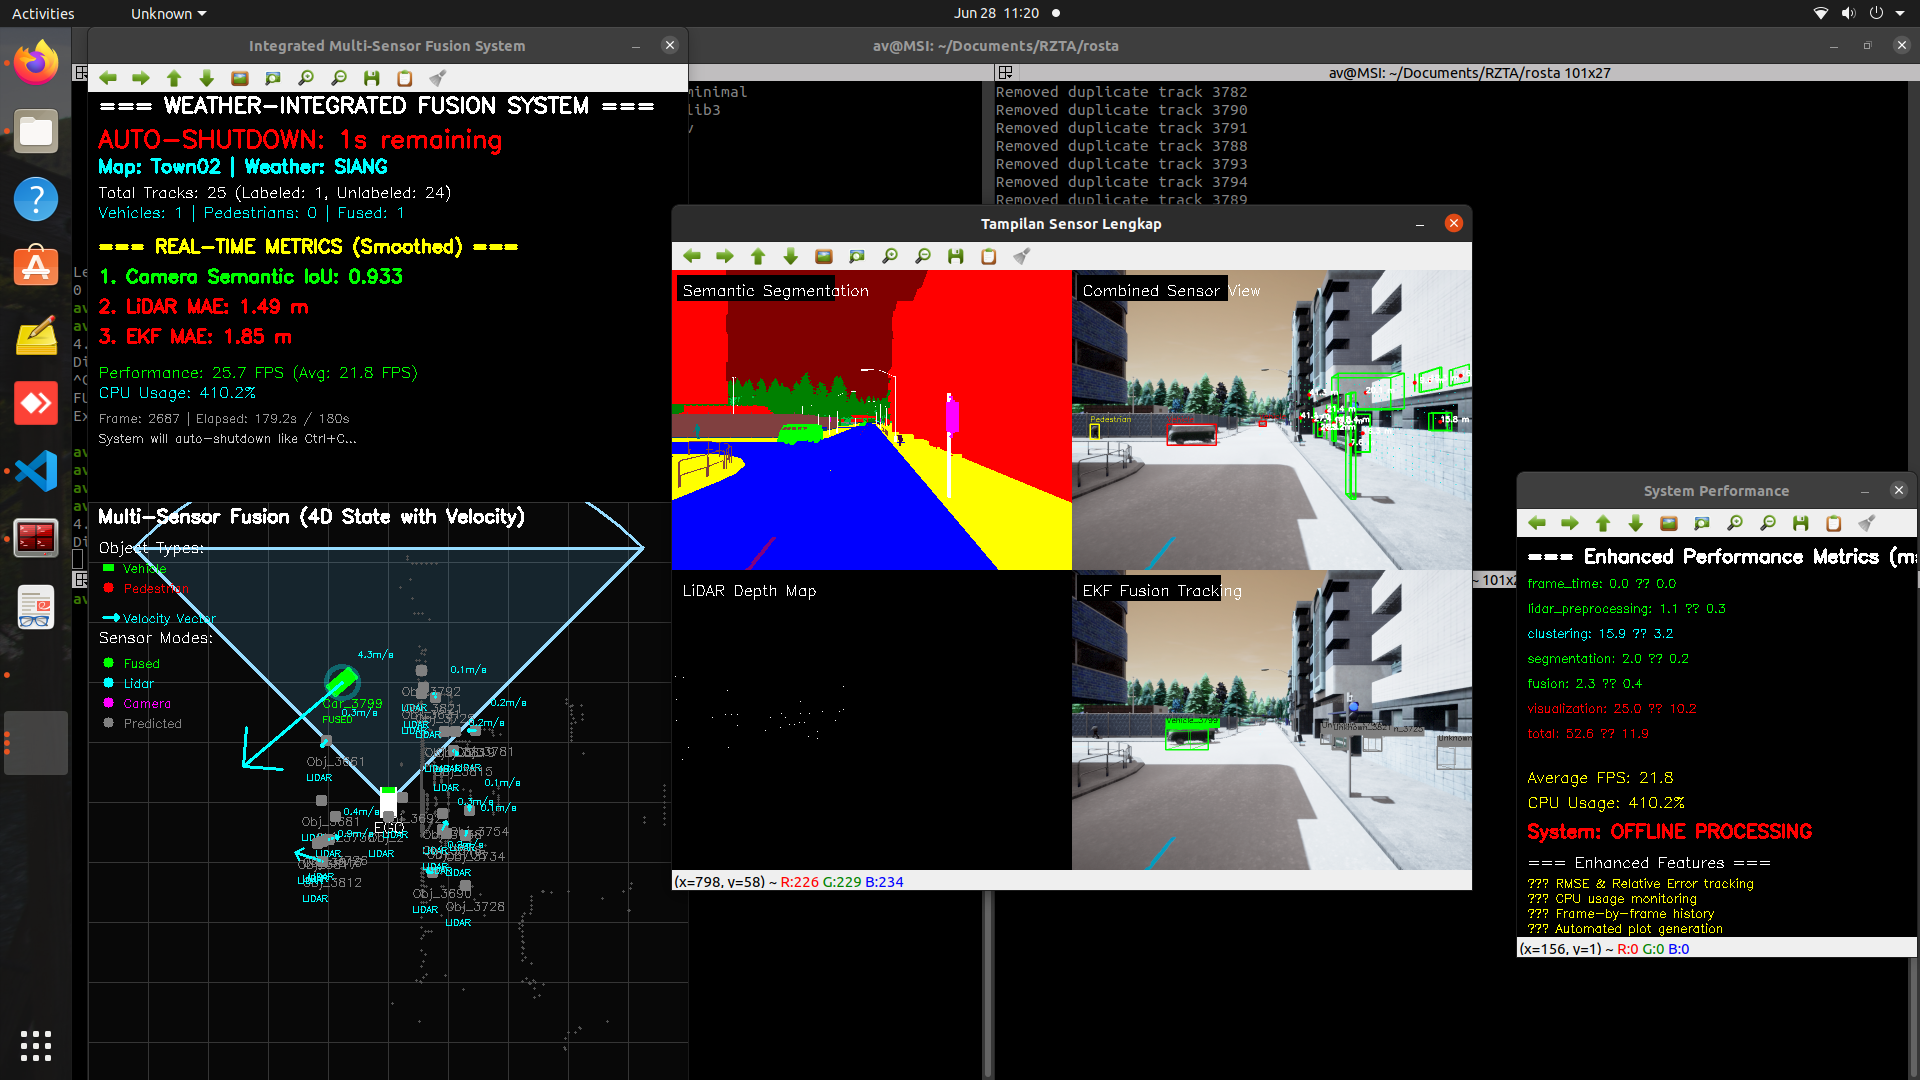 Activities
Unknown
Jun 28 11:20
Integrated Multi-Sensor Fusion System
=== WEATHER-INTEGRATED FUSION SYSTEM ===
AUTO-SHUTDOWN: 1s remaining
Map: Town02 | Weather: SIANG
Total Tracks: 25 (Labeled: 1, Unlabeled: 24)
Vehicles: 1 | Pedestrians: 0 | Fused: 1
=== REAL-TIME METRICS (Smoothed) ===
1. Camera Semantic IoU: 0.933
2. LiDAR MAE: 1.49 m
3. EKF MAE: 1.85 m
Performance: 25.7 FPS (Avg: 21.8 FPS)
CPU Usage: 410.2%
Frame: 2687 | Elapsed: 179.2s / 180s
System will auto-shutdown like Ctrl+C...
Multi-Sensor Fusion (4D State with Velocity)
Object Types:
Vehicle
Pedestrian
Velocity Vector
Sensor Modes:
Fused
Lidar
Camera
Predicted
4.3m/s
0.1m/s
Car_3799
FUSED
0.3m/s
Obj_3792
LIDAR
0.2m/s
Obj_3651
LIDAR
0.1m/s
0.4m/s
Obj_3681
EGO
LIDAR
Obj_3812
LIDAR
Obj_3690
LIDAR
Obj_3728
LIDAR
av@MSI: ~/Documents/RZTA/rosta
av@MSI: ~/Documents/RZTA/rosta 101x27
minimal
lib3
Removed duplicate track 3782
Removed duplicate track 3790
Removed duplicate track 3791
Removed duplicate track 3788
Removed duplicate track 3793
Removed duplicate track 3794
Removed duplicate track 3789
Tampilan Sensor Lengkap
Semantic Segmentation
Combined Sensor View
Pedestrian
LiDAR Depth Map
EKF Fusion Tracking
Vehicle_3799
Unknown
(x=798, y=58) ~ R:226 G:229 B:234
System Performance
=== Enhanced Performance Metrics (m
frame_time: 0.0 ?? 0.0
lidar_preprocessing: 1.1 ?? 0.3
clustering: 15.9 ?? 3.2
segmentation: 2.0 ?? 0.2
fusion: 2.3 ?? 0.4
visualization: 25.0 ?? 10.2
total: 52.6 ?? 11.9
Average FPS: 21.8
CPU Usage: 410.2%
System: OFFLINE PROCESSING
=== Enhanced Features ===
??? RMSE & Relative Error tracking
??? CPU usage monitoring
??? Frame-by-frame history
??? Automated plot generation
(x=156, y=1) ~ R:0 G:0 B:0